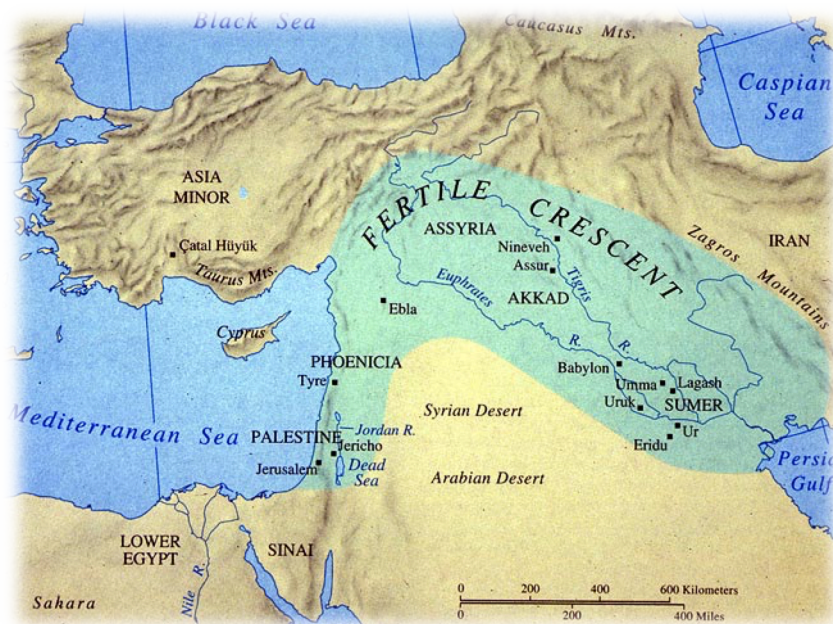 Black Sea
Caucasus Mts.
Caspian
Sea
ASIA
MINOR
FERTILE CRESCENT
ASSYRIA
Zagros Mountains
IRAN
Çatal Hüyük
Taurus Mts.
Nineveh
Assur
Tigris
R.
Euphrates
R.
AKKAD
Ebla
Cyprus
PHOENICIA
Tyre
Babylon
Umma
Lagash
Uruk
SUMER
Ur
Eridu
Mediterranean Sea
Syrian Desert
PALESTINE
Jordan R.
Jericho
Jerusalem
Dead
Sea
Arabian Desert
Persi
Gulf
LOWER
EGYPT
SINAI
Nile R.
Sahara
0 200 400 600 Kilometers
0 200 400 Miles